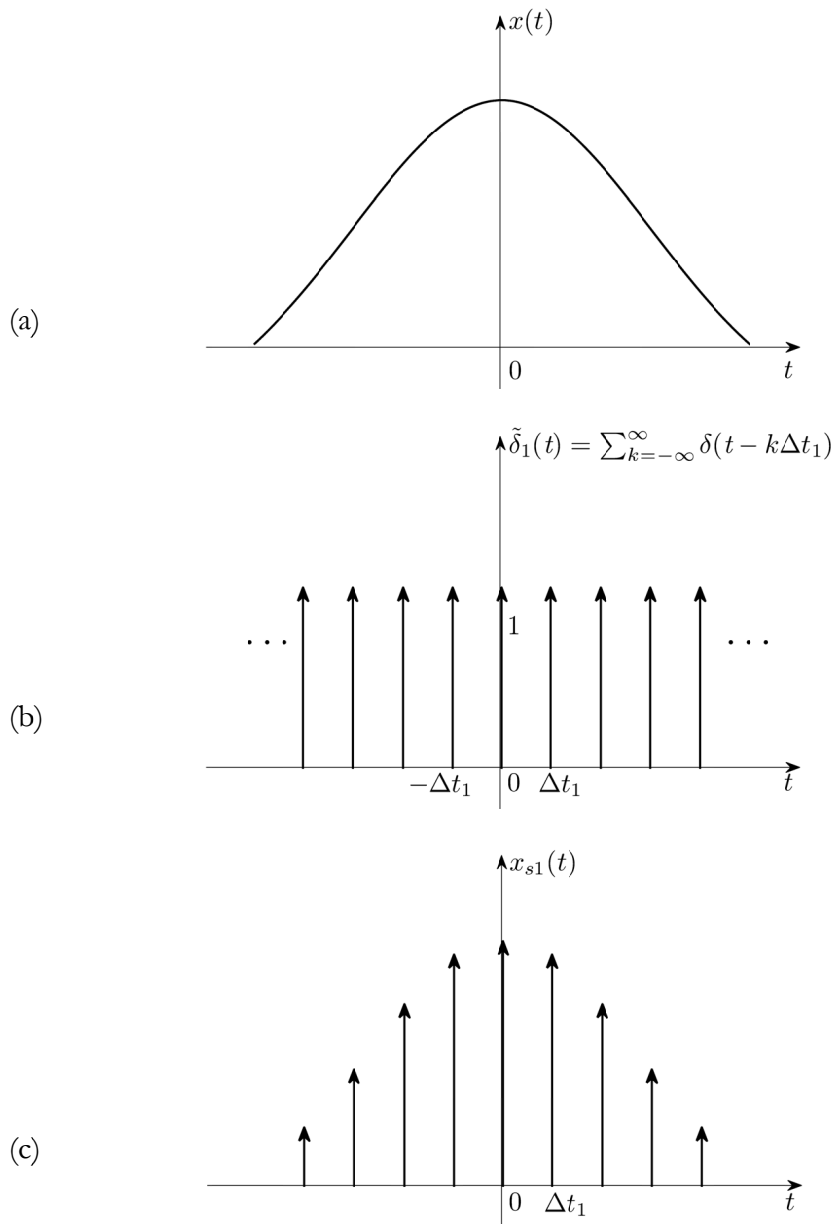 x(t)
(a)
0
t
δ̃₁(t) = ∑_{k=−∞}^{∞} δ(t − kΔt₁)
1
· · ·
· · ·
(b)
−Δt₁
0
Δt₁
t
x_{s1}(t)
(c)
0
Δt₁
t